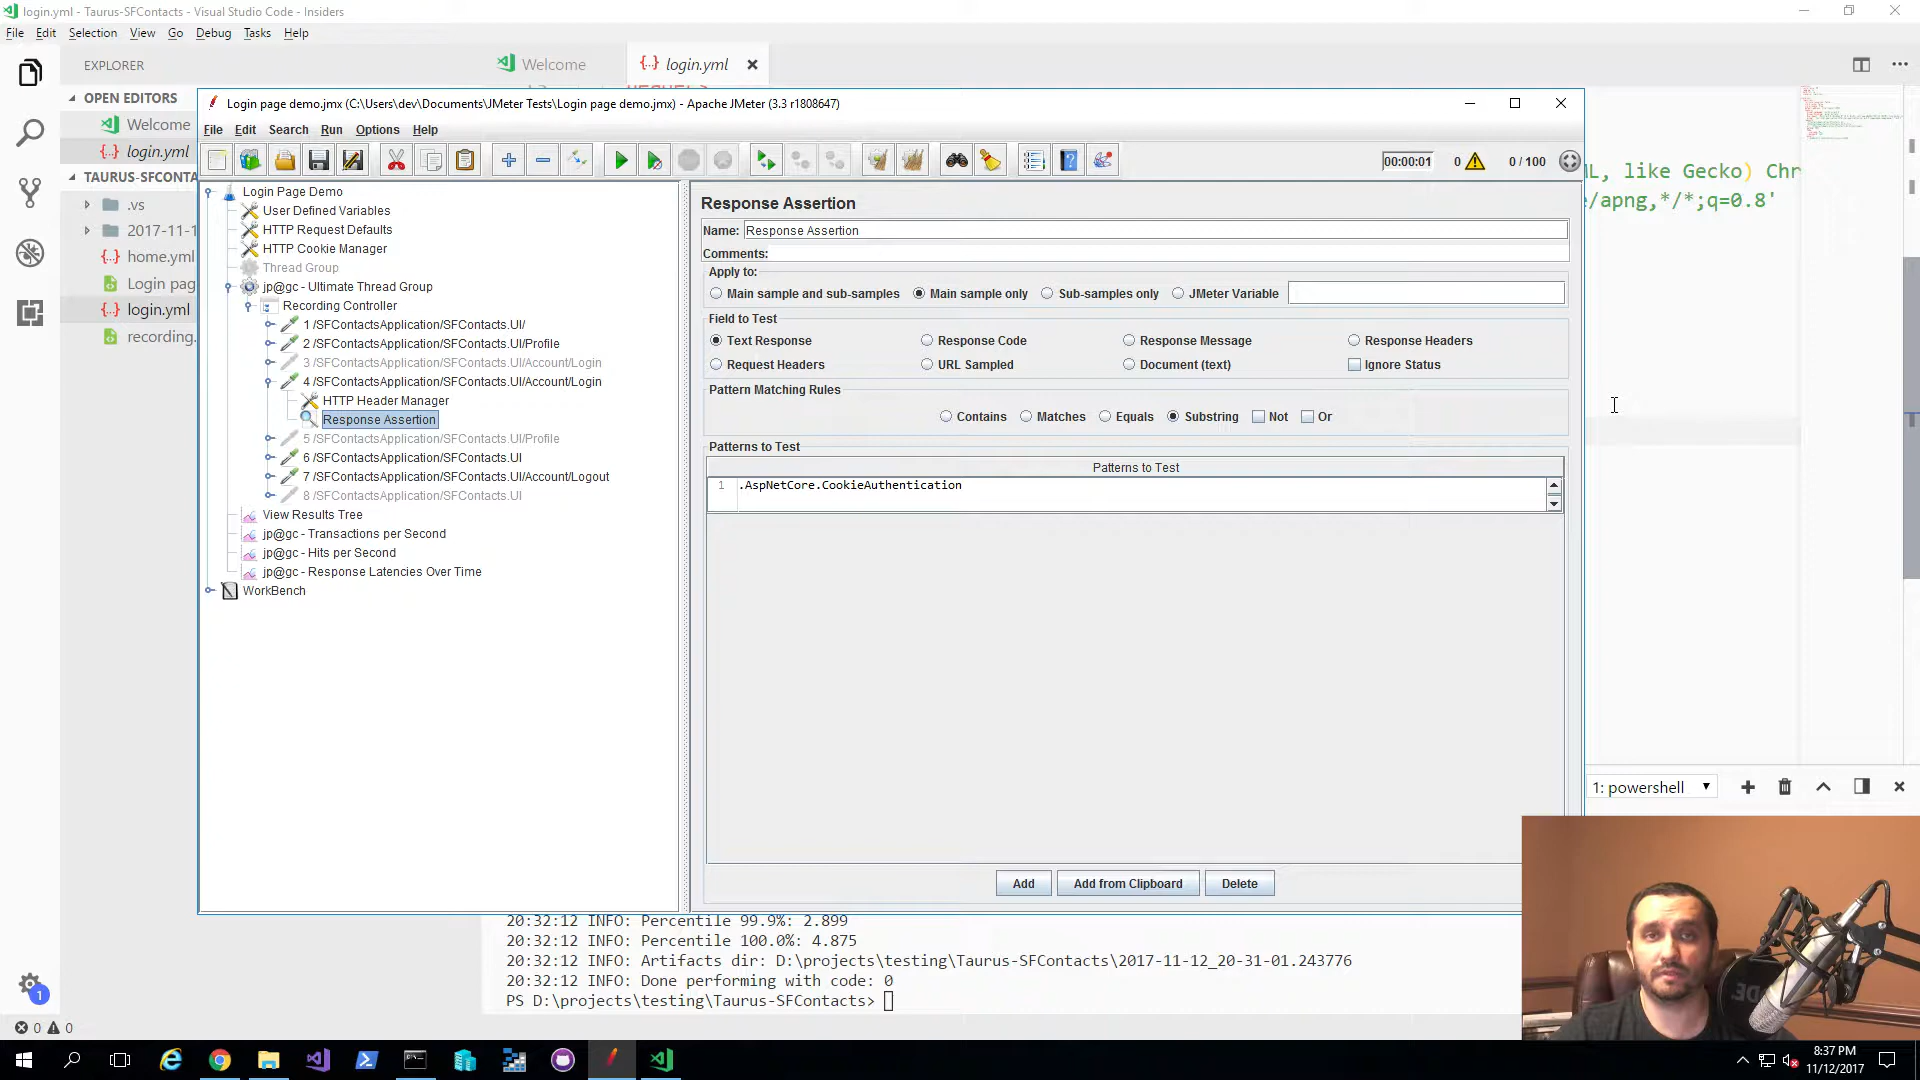 login.yml - Taurus-SFContacts - Visual Studio Code - Insiders
File Edit Selection View Go Debug Tasks Help
EXPLORER
Welcome
login.yml
OPEN EDITORS
Welcome
login.yml
TAURUS-SFCONTA
.vs
2017-11-1
home.yml
Login pag
login.yml
recording.
Login page demo.jmx (C:\Users\dev\Documents\JMeter Tests\Login page demo.jmx) - Apache JMeter (3.3 r1808647)
File Edit Search Run Options Help
00:00:01 0 0 / 100
Login Page Demo
User Defined Variables
HTTP Request Defaults
HTTP Cookie Manager
Thread Group
jp@gc - Ultimate Thread Group
Recording Controller
1 /SFContactsApplication/SFContacts.UI/
2 /SFContactsApplication/SFContacts.UI/Profile
3 /SFContactsApplication/SFContacts.UI/Account/Login
4 /SFContactsApplication/SFContacts.UI/Account/Login
HTTP Header Manager
Response Assertion
5 /SFContactsApplication/SFContacts.UI/Profile
6 /SFContactsApplication/SFContacts.UI
7 /SFContactsApplication/SFContacts.UI/Account/Logout
8 /SFContactsApplication/SFContacts.UI
View Results Tree
jp@gc - Transactions per Second
jp@gc - Hits per Second
jp@gc - Response Latencies Over Time
WorkBench
Response Assertion
Name: Response Assertion
Comments:
Apply to:
Main sample and sub-samples Main sample only Sub-samples only JMeter Variable
Field to Test
Text Response Response Code Response Message Response Headers
Request Headers URL Sampled Document (text) Ignore Status
Pattern Matching Rules
Contains Matches Equals Substring Not Or
Patterns to Test
Patterns to Test
1 .AspNetCore.CookieAuthentication
Add Add from Clipboard Delete
ML, like Gecko) Chr
e/apng,*/*;q=0.8'
1: powershell
20:32:12 INFO: Percentile 99.9%: 2.899
20:32:12 INFO: Percentile 100.0%: 4.875
20:32:12 INFO: Artifacts dir: D:\projects\testing\Taurus-SFContacts\2017-11-12_20-31-01.243776
20:32:12 INFO: Done performing with code: 0
PS D:\projects\testing\Taurus-SFContacts>
1
0 0
8:37 PM
11/12/2017